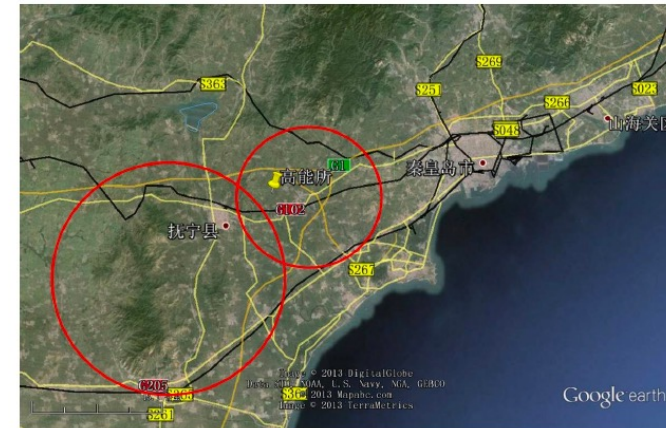 S363
S269
S251
S023
S266
S048
山海关区
G1
秦皇岛市
高能所
G102
抚宁县
S267
G205
S261
© 2013 DigitalGlobe
Data SIO, NOAA, U.S. Navy, NGA, GEBCO
© 2013 Mapabc.com
© 2013 TerraMetrics
Google earth